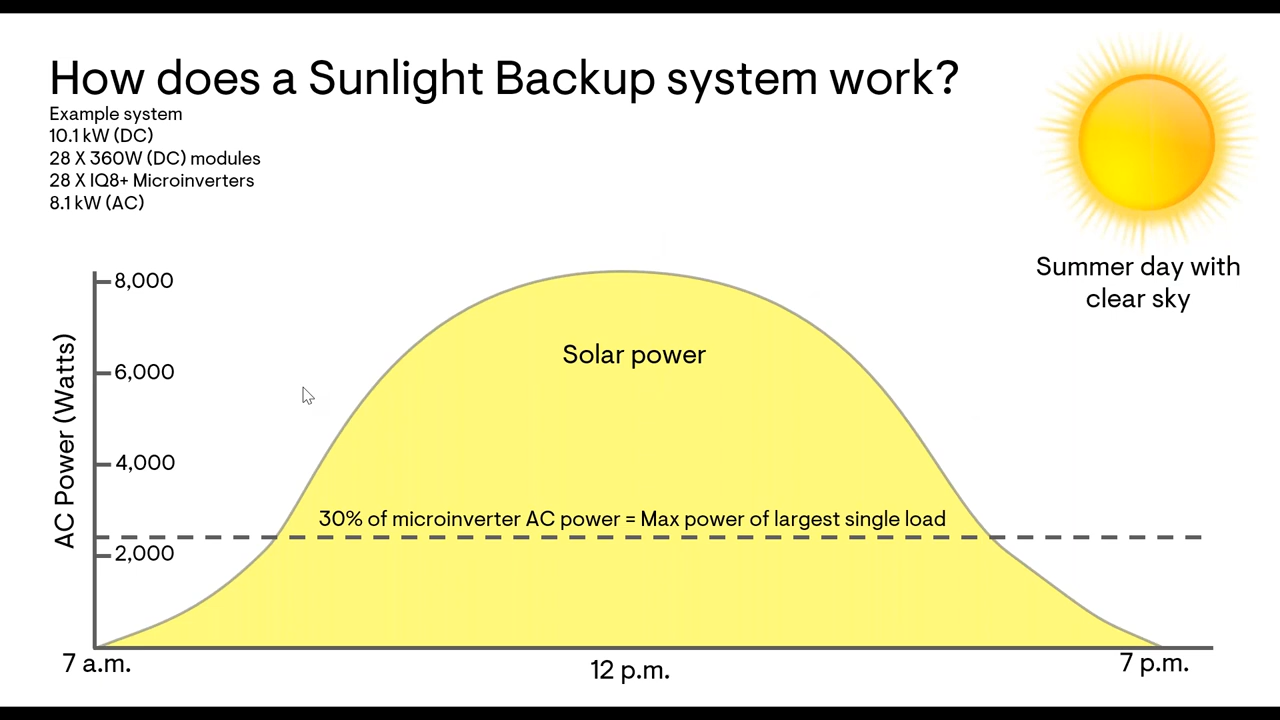 How does a Sunlight Backup system work?
Example system
10.1 kW (DC)
28 X 360W (DC) modules
28 X IQ8+ Microinverters
8.1 kW (AC)
Summer day with
clear sky
AC Power (Watts)
8,000
6,000
4,000
2,000
Solar power
30% of microinverter AC power = Max power of largest single load
7 a.m.
12 p.m.
7 p.m.